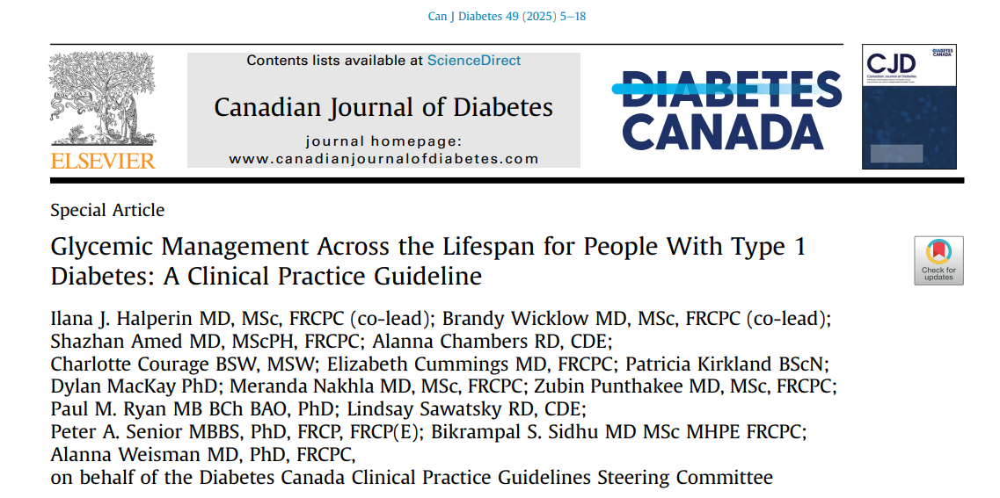 Can J Diabetes 49 (2025) 5–18
Contents lists available at ScienceDirect
Canadian Journal of Diabetes
journal homepage:
www.canadianjournalofdiabetes.com
ELSEVIER
DIABETES
CANADA
CJD
Canadian Journal of Diabetes
DIABETES
CANADA
Special Article
Glycemic Management Across the Lifespan for People With Type 1
Diabetes: A Clinical Practice Guideline
Check for
updates
Ilana J. Halperin MD, MSc, FRCPC (co-lead); Brandy Wicklow MD, MSc, FRCPC (co-lead);
Shazhan Amed MD, MScPH, FRCPC; Alanna Chambers RD, CDE;
Charlotte Courage BSW, MSW; Elizabeth Cummings MD, FRCPC; Patricia Kirkland BScN;
Dylan MacKay PhD; Meranda Nakhla MD, MSc, FRCPC; Zubin Punthakee MD, MSc, FRCPC;
Paul M. Ryan MB BCh BAO, PhD; Lindsay Sawatsky RD, CDE;
Peter A. Senior MBBS, PhD, FRCP, FRCP(E); Bikrampal S. Sidhu MD MSc MHPE FRCPC;
Alanna Weisman MD, PhD, FRCPC,
on behalf of the Diabetes Canada Clinical Practice Guidelines Steering Committee